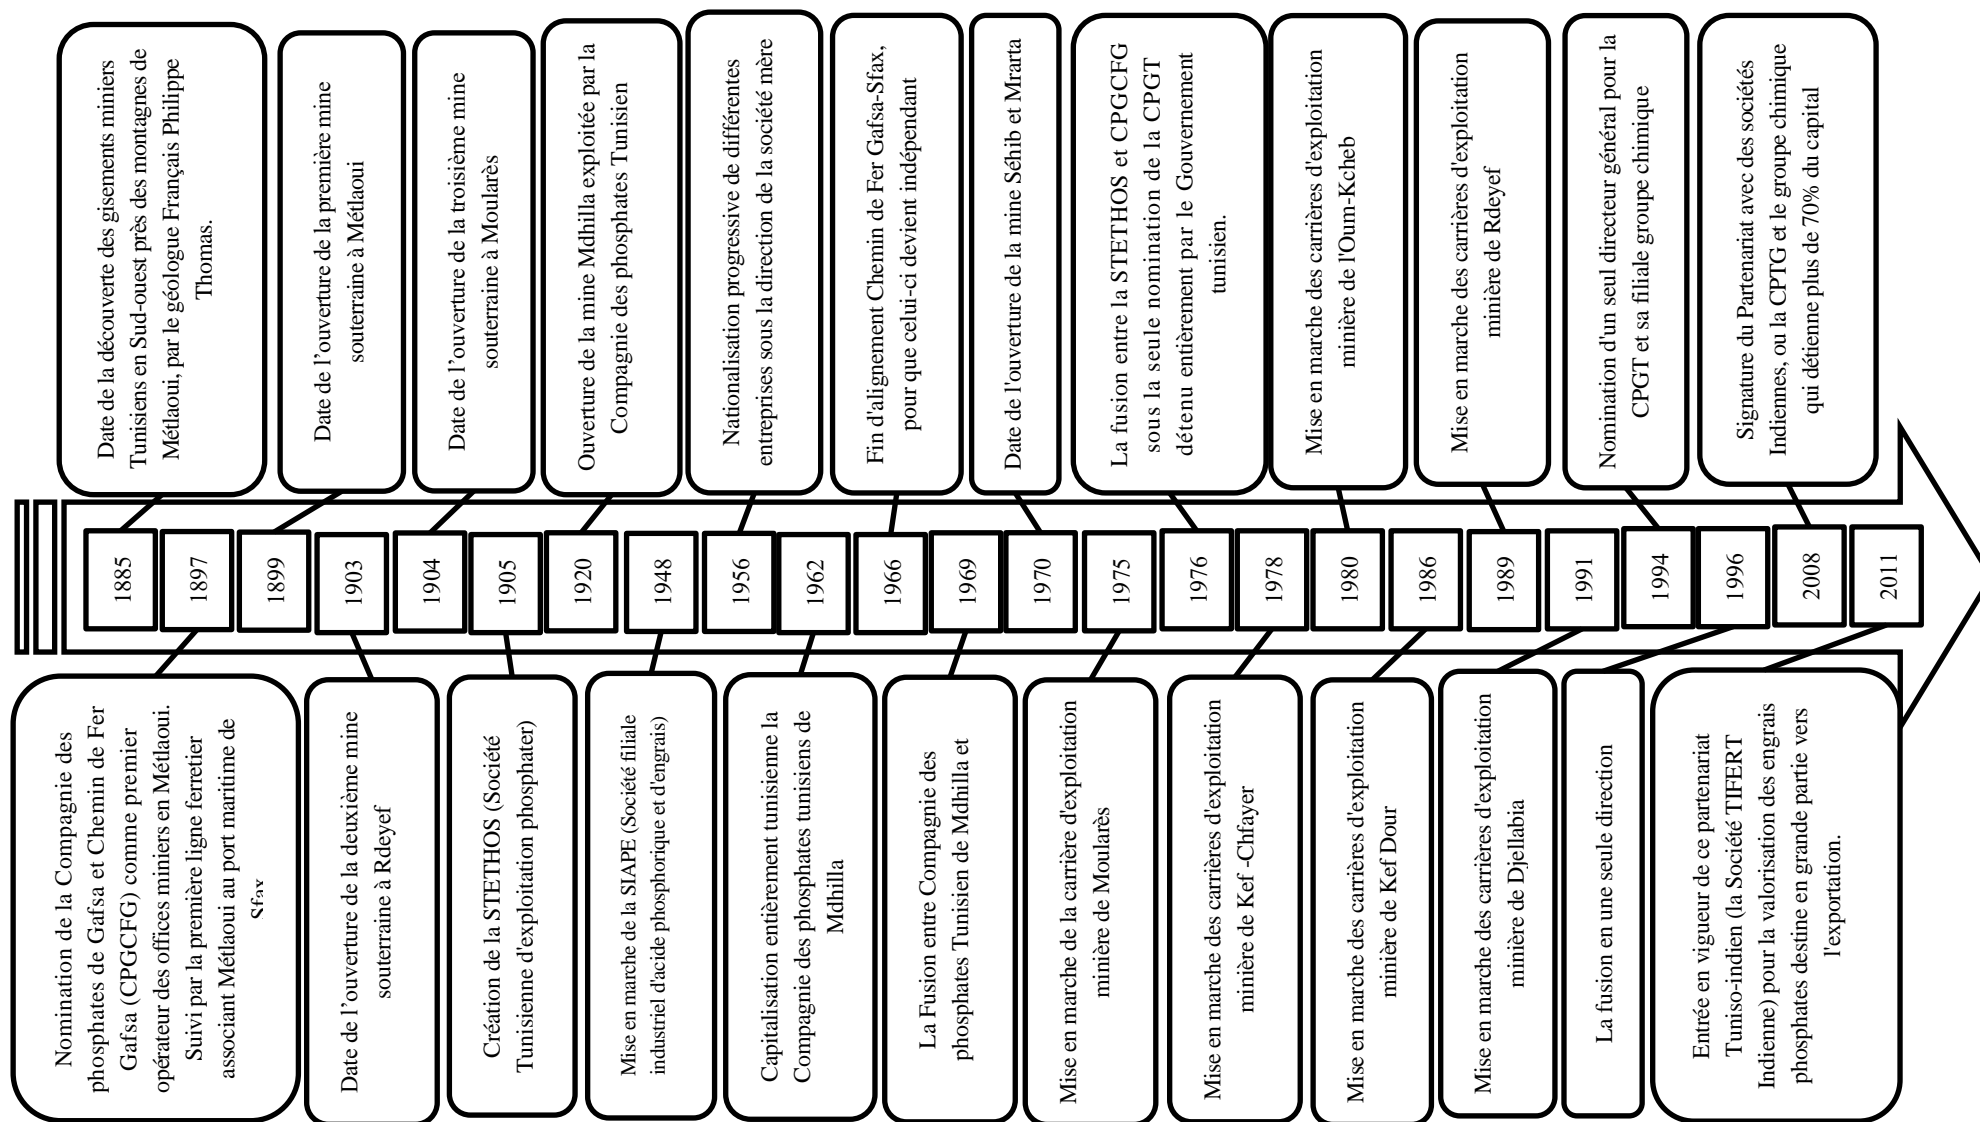 Date de la découverte des gisements miniers
Tunisiens en Sud-ouest près des montagnes de
Métlaoui, par le géologue Français Philippe
Thomas.
Date de l'ouverture de la première mine
souterraine à Métlaoui
Date de l'ouverture de la troisième mine
souterraine à Moularès
Ouverture de la mine Mdhilla exploitée par la
Compagnie des phosphates Tunisien
Nationalisation progressive de différentes
entreprises sous la direction de la société mère
Fin d'alignement Chemin de Fer Gafsa-Sfax,
pour que celui-ci devient indépendant
Date de l'ouverture de la mine Séhib et Mrarta
La fusion entre la STETHOS et CPGCFG
sous la seule nomination de la CPGT
détenu entièrement par le Gouvernement
tunisien.
Mise en marche des carrières d'exploitation
minière de l'Oum-Kcheb
Mise en marche des carrières d'exploitation
minière de Rdeyef
Nomination d'un seul directeur général pour la
CPGT et sa filiale groupe chimique
Signature du Partenariat avec des sociétés
Indiennes, ou la CPTG et le groupe chimique
qui détienne plus de 70% du capital
1885
1897
1899
1903
1904
1905
1920
1948
1956
1962
1966
1969
1970
1975
1976
1978
1980
1986
1989
1991
1994
1996
2008
2011
Nomination de la Compagnie des
phosphates de Gafsa et Chemin de Fer
Gafsa (CPGCFG) comme premier
opérateur des offices miniers en Métlaoui.
Suivi par la première ligne ferretier
associant Métlaoui au port maritime de
Sfax
Date de l'ouverture de la deuxième mine
souterraine à Rdeyef
Création de la STETHOS (Société
Tunisienne d'exploitation phosphater)
Mise en marche de la SIAPE (Société filiale
industriel d'acide phosphorique et d'engrais)
Capitalisation entièrement tunisienne la
Compagnie des phosphates tunisiens de
Mdhilla
La Fusion entre Compagnie des
phosphates Tunisien de Mdhilla et
Mise en marche de la carrière d'exploitation
minière de Moularès
Mise en marche des carrières d'exploitation
minière de Kef -Chfayer
Mise en marche des carrières d'exploitation
minière de Kef Dour
Mise en marche des carrières d'exploitation
minière de Djellabia
La fusion en une seule direction
Entrée en vigueur de ce partenariat
Tuniso-indien (la Société TIFERT
Indienne) pour la valorisation des engrais
phosphates destine en grande partie vers
l'exportation.